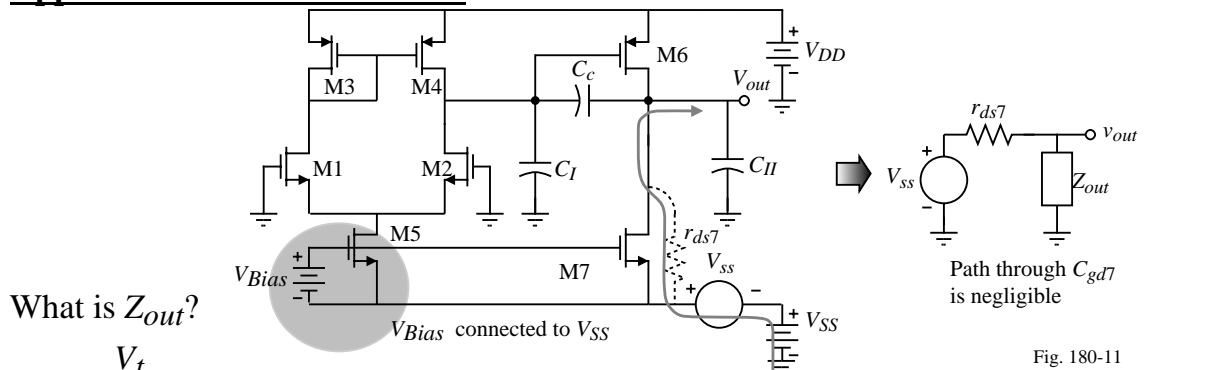 V_DD
M6
M3
M4
C_c
V_out
M1
M2
C_I
C_II
r_ds7
v_out
V_ss
Z_out
M5
r_ds7
V_ss
M7
V_Bias
Path through C_gd7
is negligible
What is Z_out?
V_Bias connected to V_SS
V_SS
V_t
Fig. 180-11